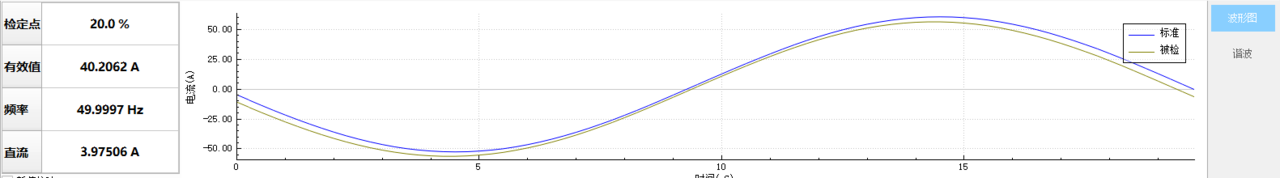 检定点 20.0 %
有效值 40.2062 A
频率 49.9997 Hz
直流 3.97506 A
电流(A)
50.00
25.00
0.00
-25.00
-50.00
0 5 10 15
标准
被检
波形图
谐波